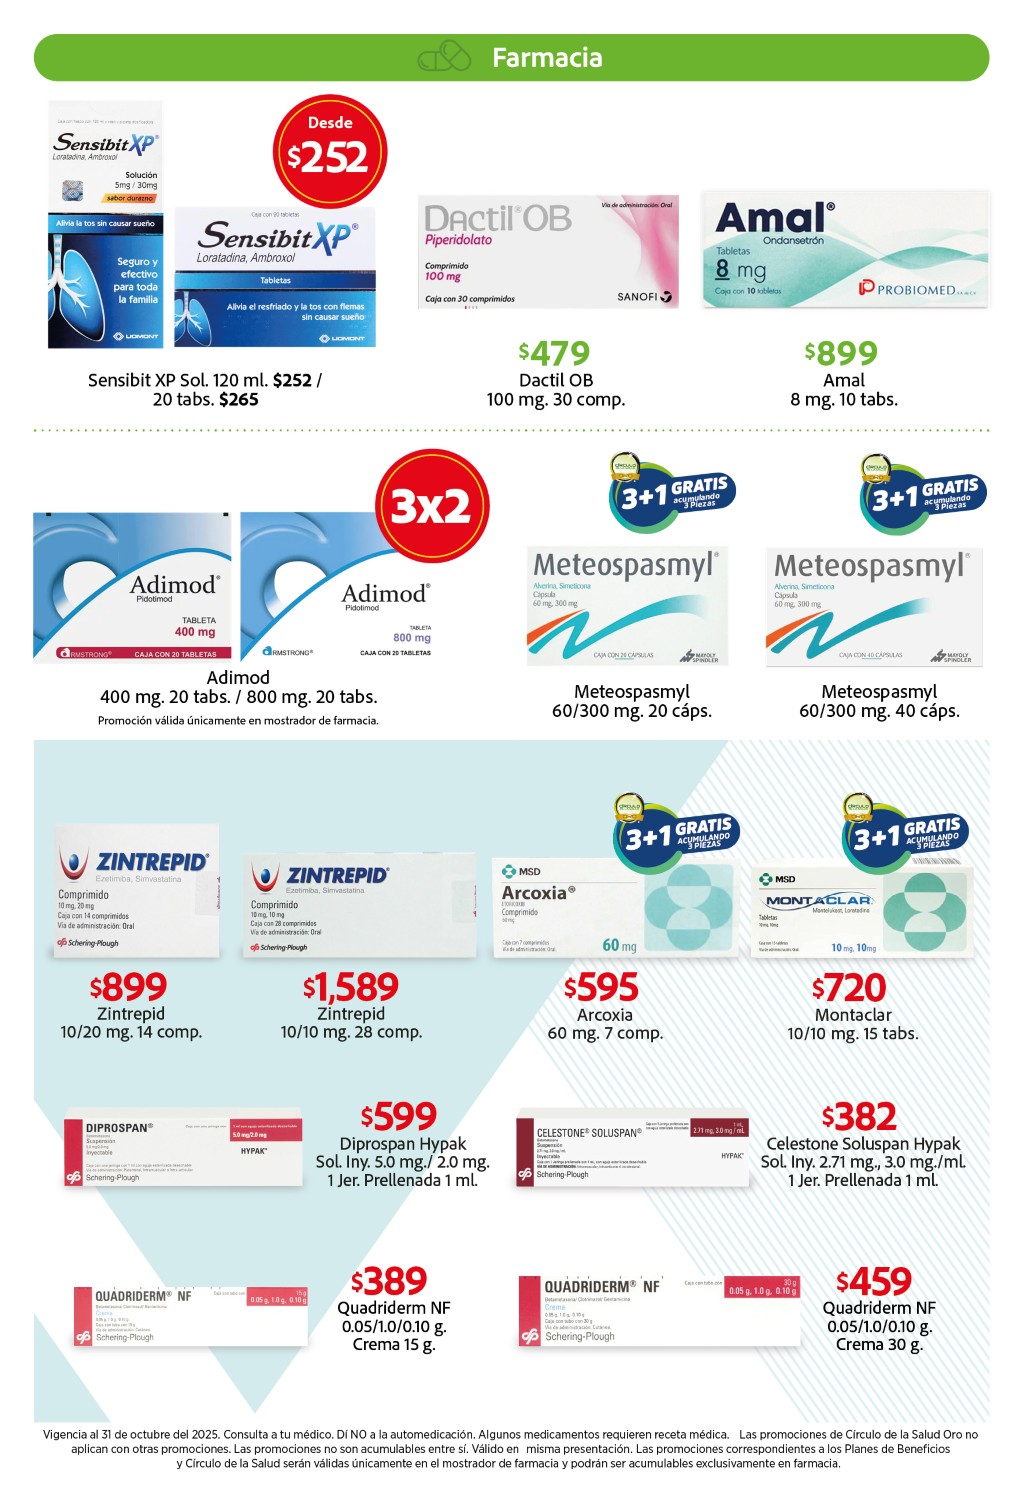 Farmacia
SensibitXP®
Loratadina, Ambroxol
Solución
5mg / 30mg
sabor durazno
Alivia la tos sin causar sueño
Seguro y
efectivo
para toda
la familia
LIOMONT
Desde
$252
Caja con 20 tabletas
SensibitXP®
Loratadina, Ambroxol
Tabletas
Alivia el resfriado y la tos con flemas
sin causar sueño
LIOMONT
Sensibit XP Sol. 120 ml. $252 /
20 tabs. $265
Dactil® OB
Piperidolato
Vía de administración: Oral
Comprimido
100 mg
Caja con 30 comprimidos
SANOFI
$479
Dactil OB
100 mg. 30 comp.
Amal®
Ondansetrón
Tabletas
8 mg
Caja con 10 tabletas
PROBIOMED
$899
Amal
8 mg. 10 tabs.
3x2
Adimod®
Pidotimod
TABLETA
400 mg
ARMSTRONG®
CAJA CON 20 TABLETAS
Adimod®
Pidotimod
TABLETA
800 mg
ARMSTRONG®
CAJA CON 20 TABLETAS
Adimod
400 mg. 20 tabs. / 800 mg. 20 tabs.
Promoción válida únicamente en mostrador de farmacia.
3+1 GRATIS
acumulando
3 Piezas
Meteospasmyl®
Alverina, Simeticona
Cápsula
60 mg, 300 mg
CAJA CON 20 CÁPSULAS
MAYOLY
SPINDLER
Meteospasmyl
60/300 mg. 20 cáps.
3+1 GRATIS
acumulando
3 Piezas
Meteospasmyl®
Alverina, Simeticona
Cápsula
60 mg, 300 mg
CAJA CON 40 CÁPSULAS
MAYOLY
SPINDLER
Meteospasmyl
60/300 mg. 40 cáps.
ZINTREPID®
Ezetimiba, Simvastatina
Comprimido
10 mg, 20 mg
Caja con 14 comprimidos
Vía de administración: Oral
Schering-Plough
$899
Zintrepid
10/20 mg. 14 comp.
ZINTREPID®
Ezetimiba, Simvastatina
Comprimido
10 mg, 10 mg
Caja con 28 comprimidos
Vía de administración: Oral
Schering-Plough
$1,589
Zintrepid
10/10 mg. 28 comp.
3+1 GRATIS
ACUMULANDO
3 PIEZAS
MSD
Arcoxia®
ETORICOXIB
Comprimido
60 mg
Caja con 7 comprimidos
Vía de administración: Oral
60 mg
$595
Arcoxia
60 mg. 7 comp.
3+1 GRATIS
ACUMULANDO
3 PIEZAS
MSD
MONTACLAR®
Montelukast, Loratadina
Tabletas
10 mg, 10mg
$720
Montaclar
10/10 mg. 15 tabs.
DIPROSPAN®
Betametasona
Suspensión
Inyectable
5.0 mg/2.0 mg
HYPAK®
Schering-Plough
$599
Diprospan Hypak
Sol. Iny. 5.0 mg./ 2.0 mg.
1 Jer. Prellenada 1 ml.
CELESTONE® SOLUSPAN®
Betametasona
Suspensión
Inyectable
1 mL
2.71 mg, 3.0 mg / mL
HYPAK®
Schering-Plough
$382
Celestone Soluspan Hypak
Sol. Iny. 2.71 mg., 3.0 mg./ml.
1 Jer. Prellenada 1 ml.
QUADRIDERM® NF
Crema
15 g
0.05 g, 1.0 g, 0.10 g
Schering-Plough
$389
Quadriderm NF
0.05/1.0/0.10 g.
Crema 15 g.
QUADRIDERM® NF
Crema
30 g
0.05 g, 1.0 g, 0.10 g
Schering-Plough
$459
Quadriderm NF
0.05/1.0/0.10 g.
Crema 30 g.
Vigencia al 31 de octubre del 2025. Consulta a tu médico. Dí NO a la automedicación. Algunos medicamentos requieren receta médica. Las promociones de Círculo de la Salud Oro no
aplican con otras promociones. Las promociones no son acumulables entre sí. Válido en misma presentación. Las promociones correspondientes a los Planes de Beneficios
y Círculo de la Salud serán válidas únicamente en el mostrador de farmacia y podrán ser acumulables exclusivamente en farmacia.